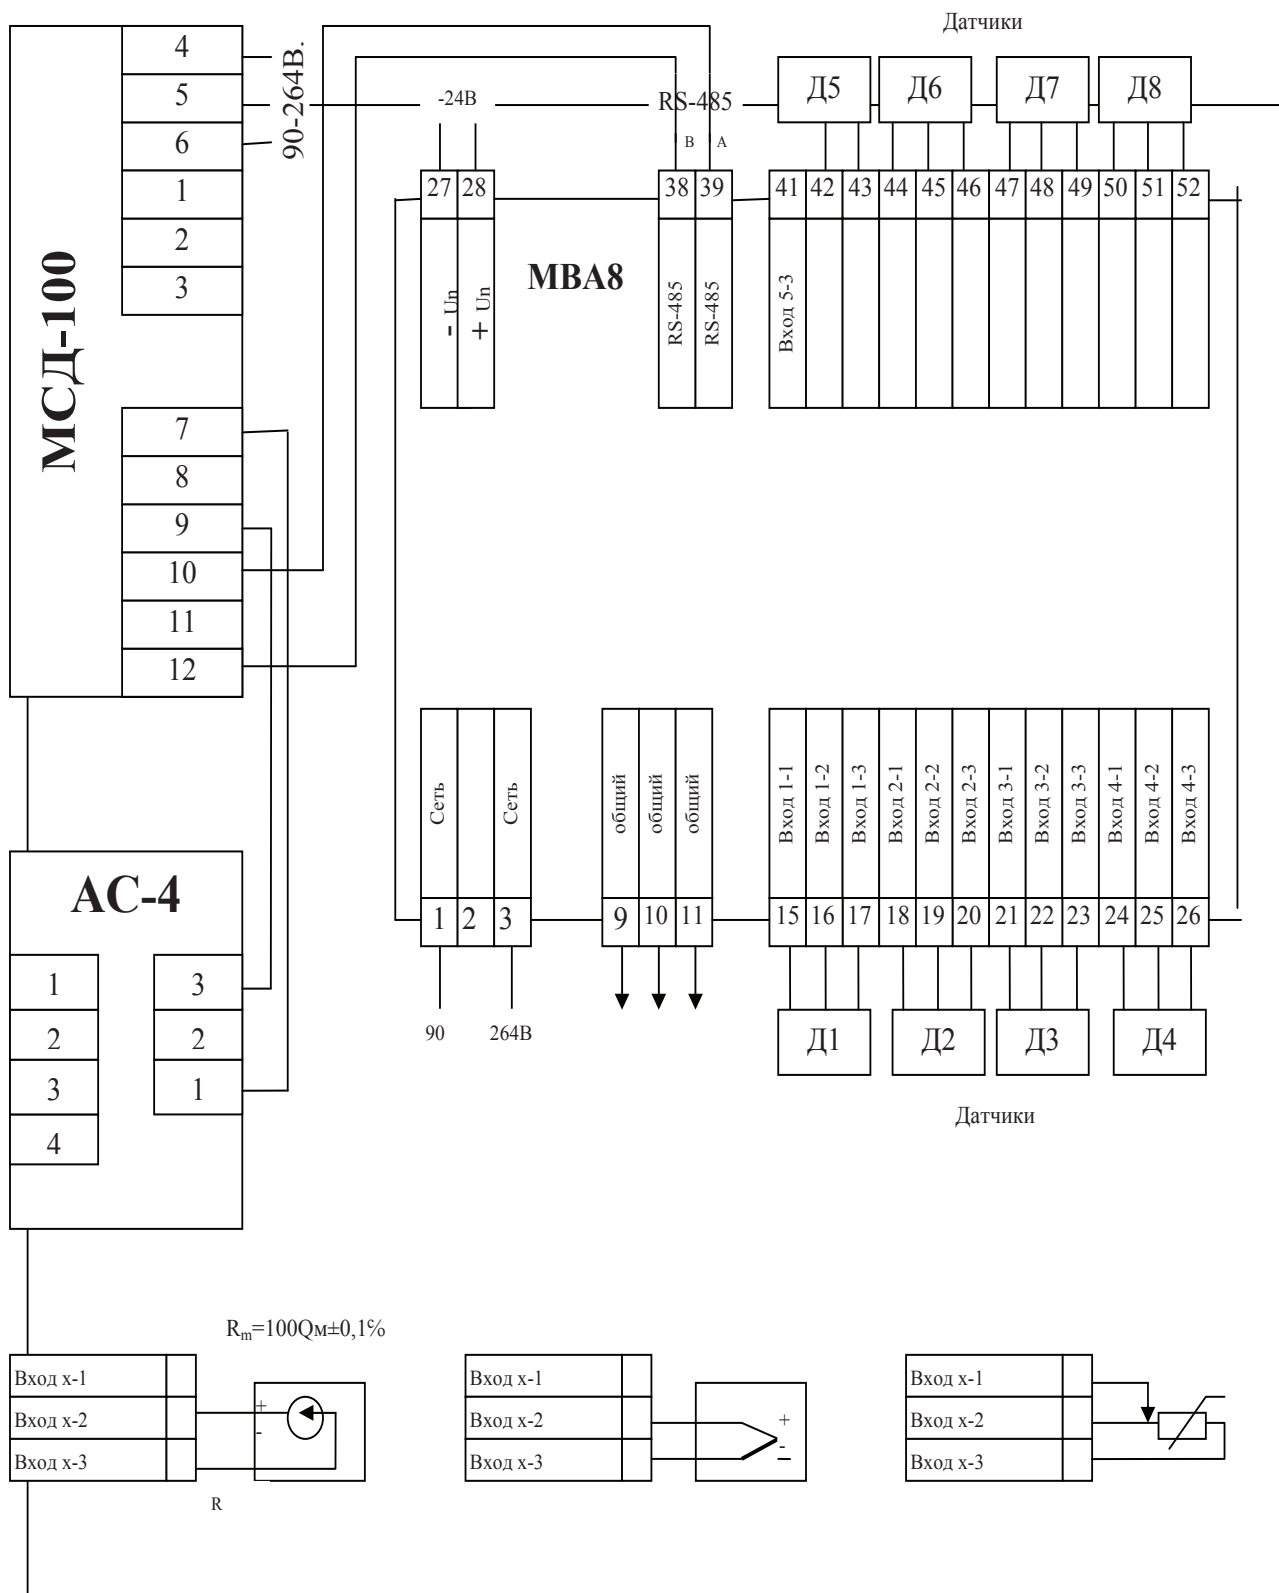 Датчики
МСД-100
4
5
6
1
2
3
90-264В.
-24В
RS-485
В А
Д5 Д6 Д7 Д8
27 28
38 39
41 42 43 44 45 46 47 48 49 50 51 52
- Un
+ Un
МВА8
RS-485
RS-485
Вход 5-3
7
8
9
10
11
12
Сеть
Сеть
общий
общий
общий
Вход 1-1
Вход 1-2
Вход 1-3
Вход 2-1
Вход 2-2
Вход 2-3
Вход 3-1
Вход 3-2
Вход 3-3
Вход 4-1
Вход 4-2
Вход 4-3
1 2 3
9 10 11
15 16 17 18 19 20 21 22 23 24 25 26
90
264В
Д1 Д2 Д3 Д4
Датчики
АС-4
1
2
3
4
3
2
1
Rm=100Qм±0,1%
Вход х-1
Вход х-2
Вход х-3
+
-
R
Вход х-1
Вход х-2
Вход х-3
+
-
Вход х-1
Вход х-2
Вход х-3